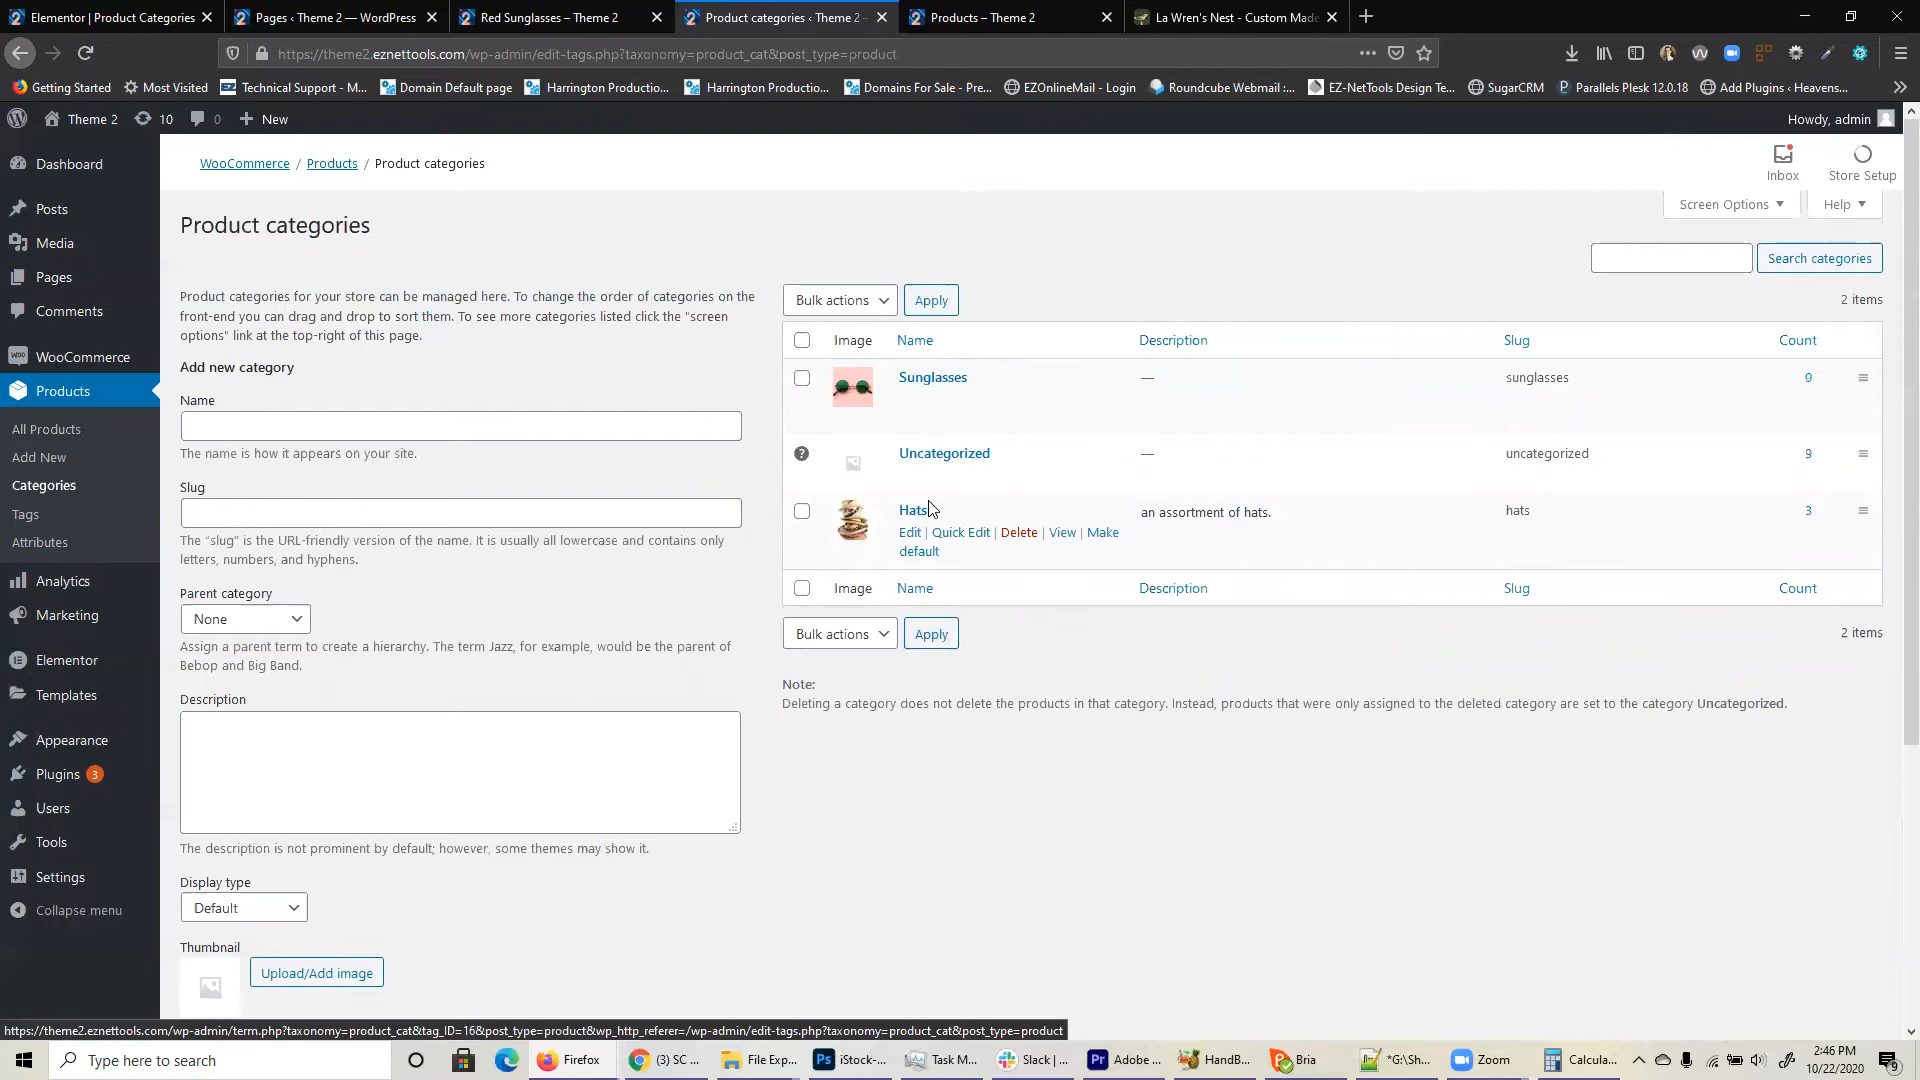 Elementor | Product Categories
Pages ‹ Theme 2 — WordPress
Red Sunglasses – Theme 2
Product categories ‹ Theme 2 –
Products – Theme 2
La Wren's Nest - Custom Made
https://theme2.eznettools.com/wp-admin/edit-tags.php?taxonomy=product_cat&post_type=product
Getting Started
Most Visited
Technical Support - M...
Domain Default page
Harrington Productio...
Harrington Productio...
Domains For Sale - Pre...
EZOnlineMail - Login
Roundcube Webmail :...
EZ-NetTools Design Te...
SugarCRM
Parallels Plesk 12.0.18
Add Plugins ‹ Heavens...
Theme 2
10
0
New
Howdy, admin
Dashboard
Posts
Media
Pages
Comments
WooCommerce
Products
All Products
Add New
Categories
Tags
Attributes
Analytics
Marketing
Elementor
Templates
Appearance
Plugins 3
Users
Tools
Settings
Collapse menu
WooCommerce / Products / Product categories
Inbox
Store Setup
Screen Options
Help
Product categories
Search categories
Product categories for your store can be managed here. To change the order of categories on the
front-end you can drag and drop to sort them. To see more categories listed click the "screen
options" link at the top-right of this page.
Add new category
Name
The name is how it appears on your site.
Slug
The “slug” is the URL-friendly version of the name. It is usually all lowercase and contains only
letters, numbers, and hyphens.
Parent category
None
Assign a parent term to create a hierarchy. The term Jazz, for example, would be the parent of
Bebop and Big Band.
Description
The description is not prominent by default; however, some themes may show it.
Display type
Default
Thumbnail
Upload/Add image
Bulk actions
Apply
2 items
Image Name Description Slug Count
Sunglasses — sunglasses 0
Uncategorized — uncategorized 9
Hats an assortment of hats. hats 3
Edit | Quick Edit | Delete | View | Make
default
Image Name Description Slug Count
Bulk actions
Apply
2 items
Note:
Deleting a category does not delete the products in that category. Instead, products that were only assigned to the deleted category are set to the category Uncategorized.
https://theme2.eznettools.com/wp-admin/term.php?taxonomy=product_cat&tag_ID=16&post_type=product&wp_http_referer=/wp-admin/edit-tags.php?taxonomy=product_cat&post_type=product
Type here to search
Firefox
(3) SC ...
File Exp...
Ps
iStock-...
Task M...
Slack | ...
Pr
Adobe ...
HandB...
Bria
*G:\Sh...
Zoom
Calcula...
2:46 PM
10/22/2020
9